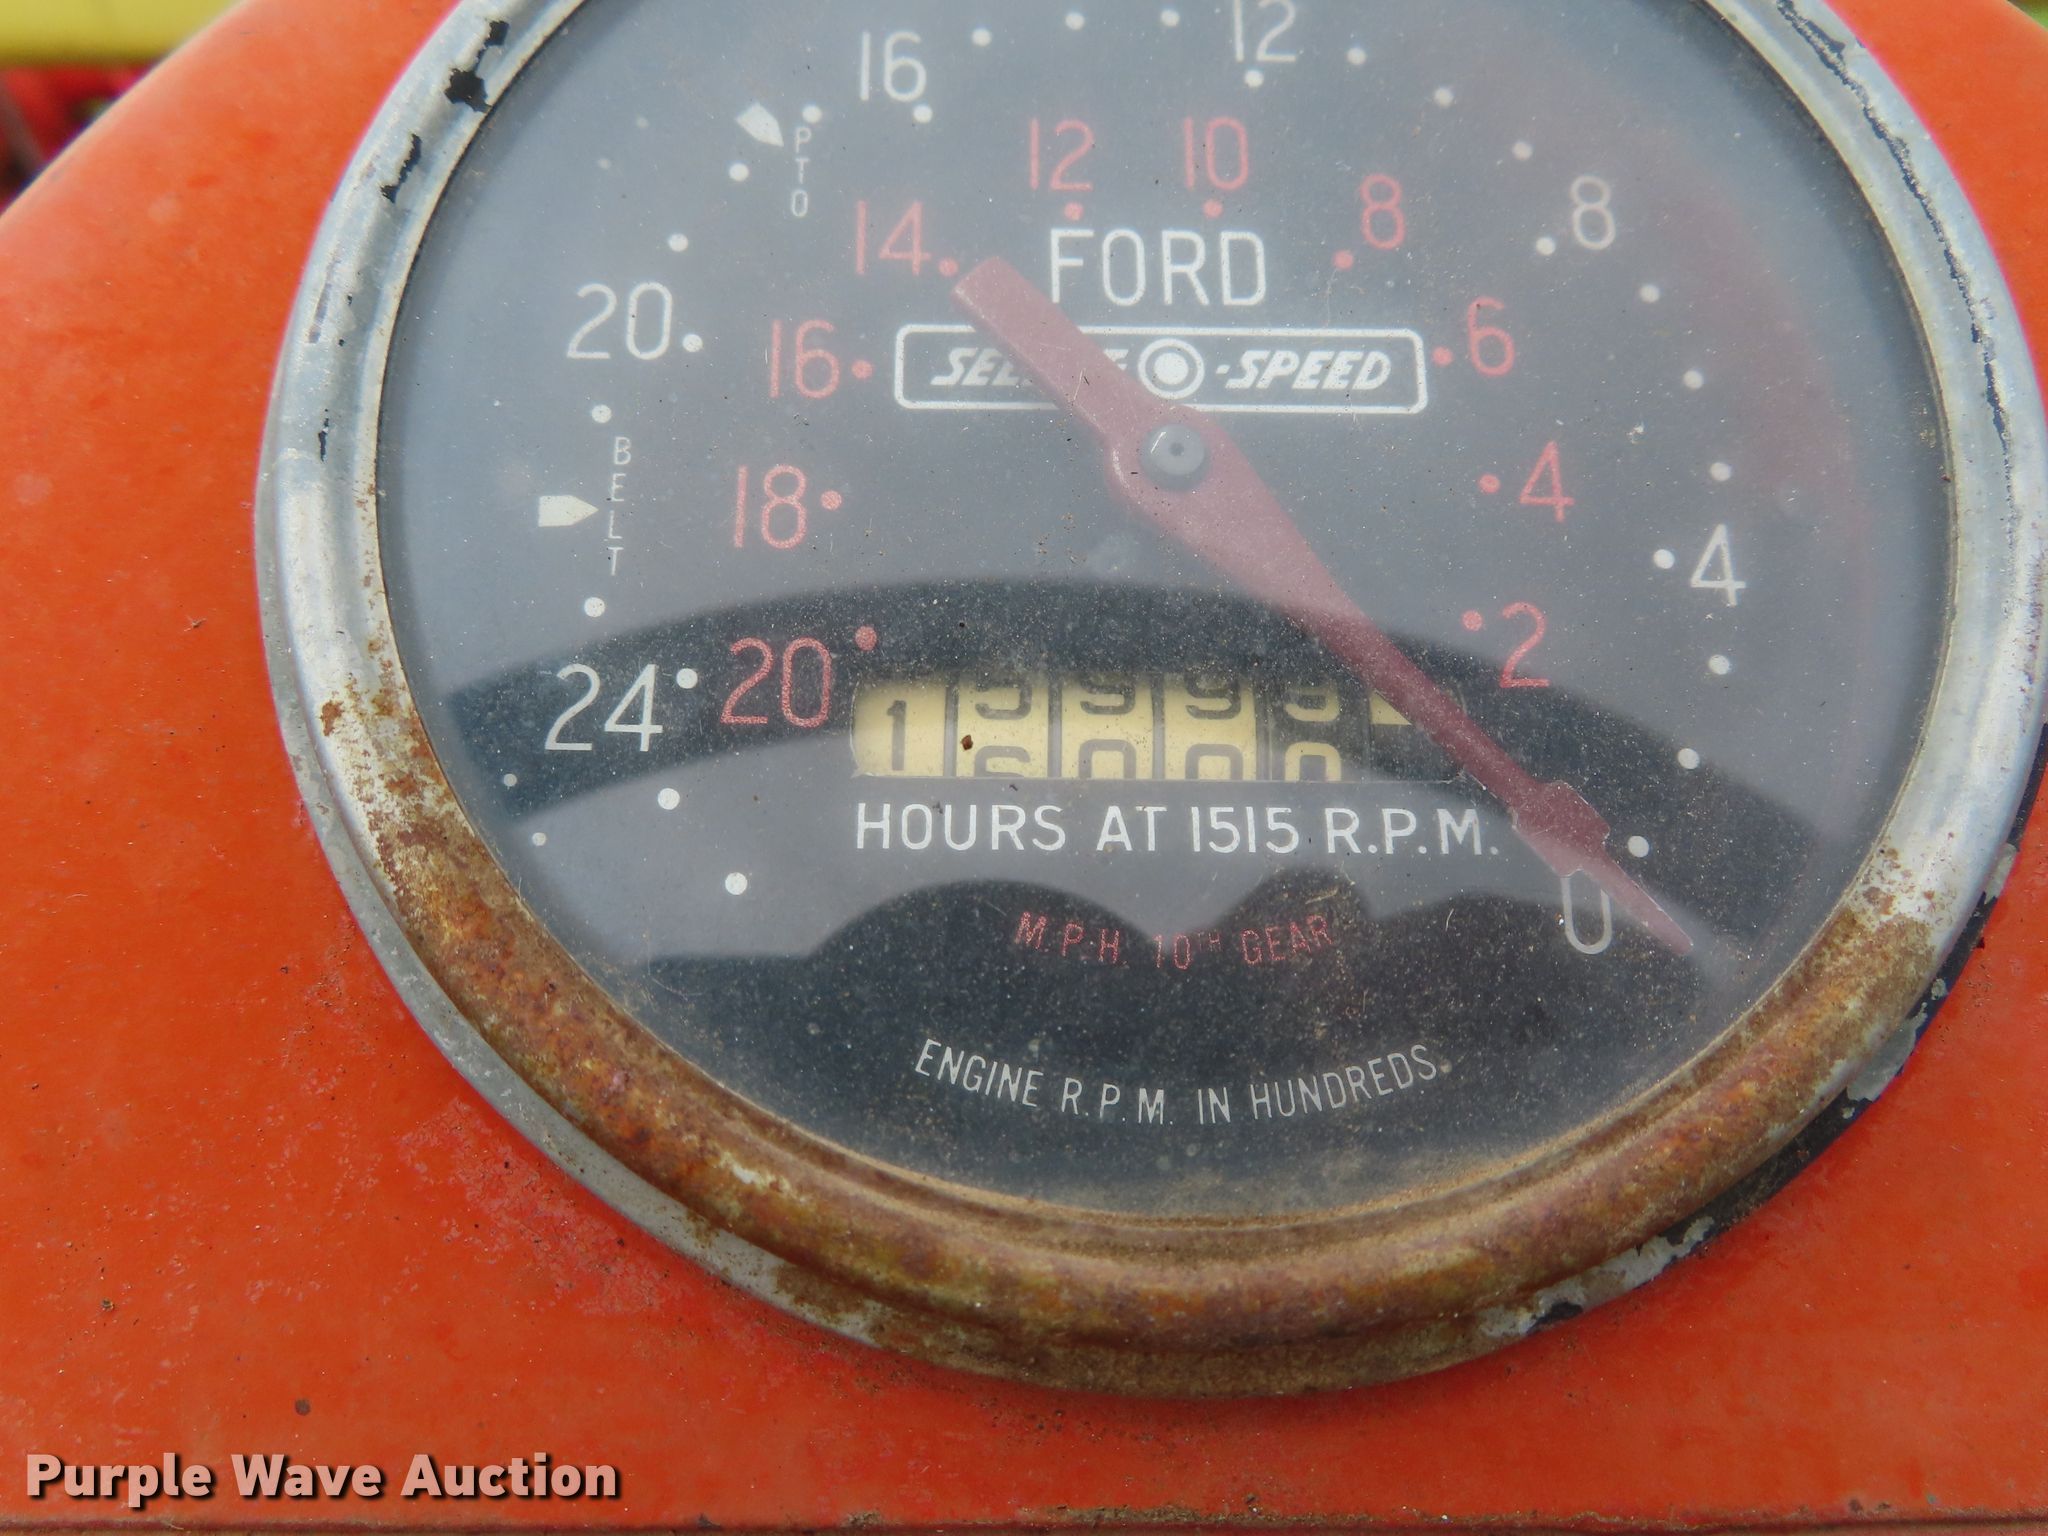 16
12
PTO
12
10
8
14
8
FORD
20
16
SPEED
6
BELT
18
4
4
2
24
20
1
HOURS AT 1515 R.P.M.
0
M.P.H. 10TH GEAR
ENGINE R.P.M. IN HUNDREDS
Purple Wave Auction